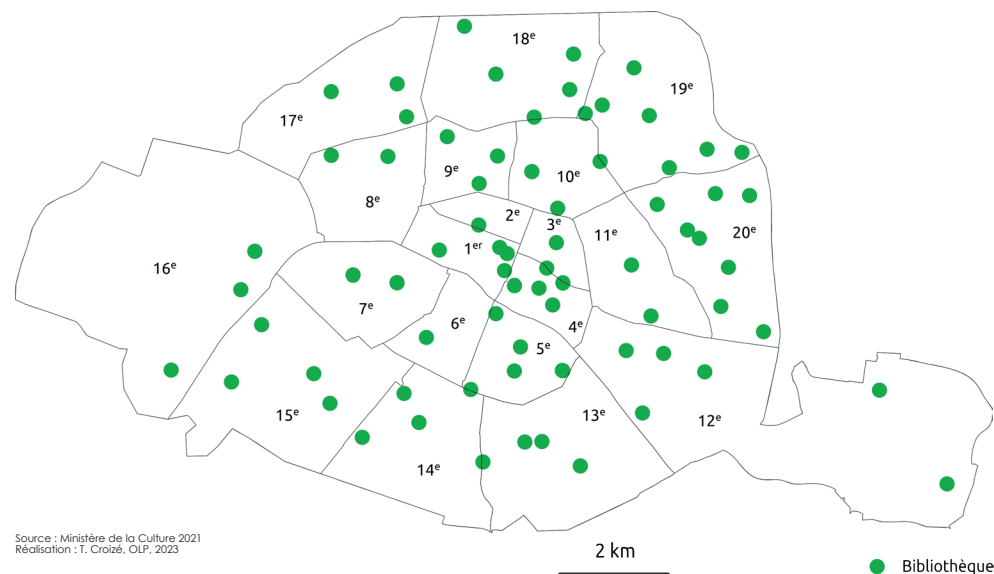 18ᵉ
19ᵉ
17ᵉ
9ᵉ
10ᵉ
8ᵉ
2ᵉ
3ᵉ
11ᵉ
20ᵉ
1ᵉʳ
16ᵉ
7ᵉ
6ᵉ
4ᵉ
5ᵉ
15ᵉ
13ᵉ
12ᵉ
14ᵉ
Source : Ministère de la Culture 2021
Réalisation : T. Croizé, OLP, 2023
2 km
Bibliothèque